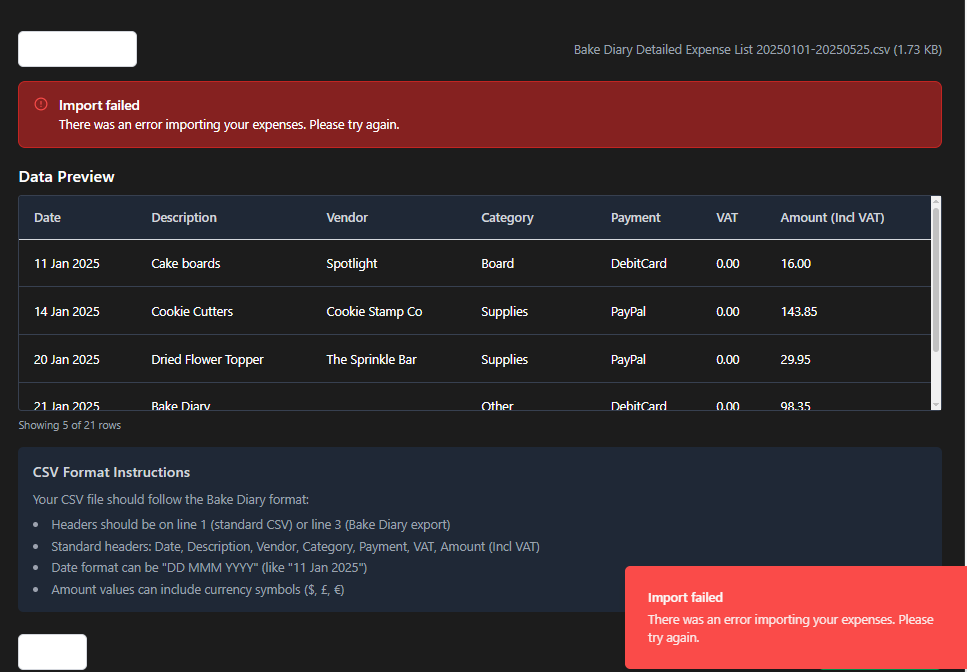 Bake Diary Detailed Expense List 20250101-20250525.csv (1.73 KB)
Import failed
There was an error importing your expenses. Please try again.
Data Preview
Date Description Vendor Category Payment VAT Amount (Incl VAT)
11 Jan 2025 Cake boards Spotlight Board DebitCard 0.00 16.00
14 Jan 2025 Cookie Cutters Cookie Stamp Co Supplies PayPal 0.00 143.85
20 Jan 2025 Dried Flower Topper The Sprinkle Bar Supplies PayPal 0.00 29.95
21 Jan 2025 Bake Diary Other DebitCard 0.00 98.35
Showing 5 of 21 rows
CSV Format Instructions
Your CSV file should follow the Bake Diary format:
• Headers should be on line 1 (standard CSV) or line 3 (Bake Diary export)
• Standard headers: Date, Description, Vendor, Category, Payment, VAT, Amount (Incl VAT)
• Date format can be "DD MMM YYYY" (like "11 Jan 2025")
• Amount values can include currency symbols ($, £, €)
Import failed
There was an error importing your expenses. Please
try again.